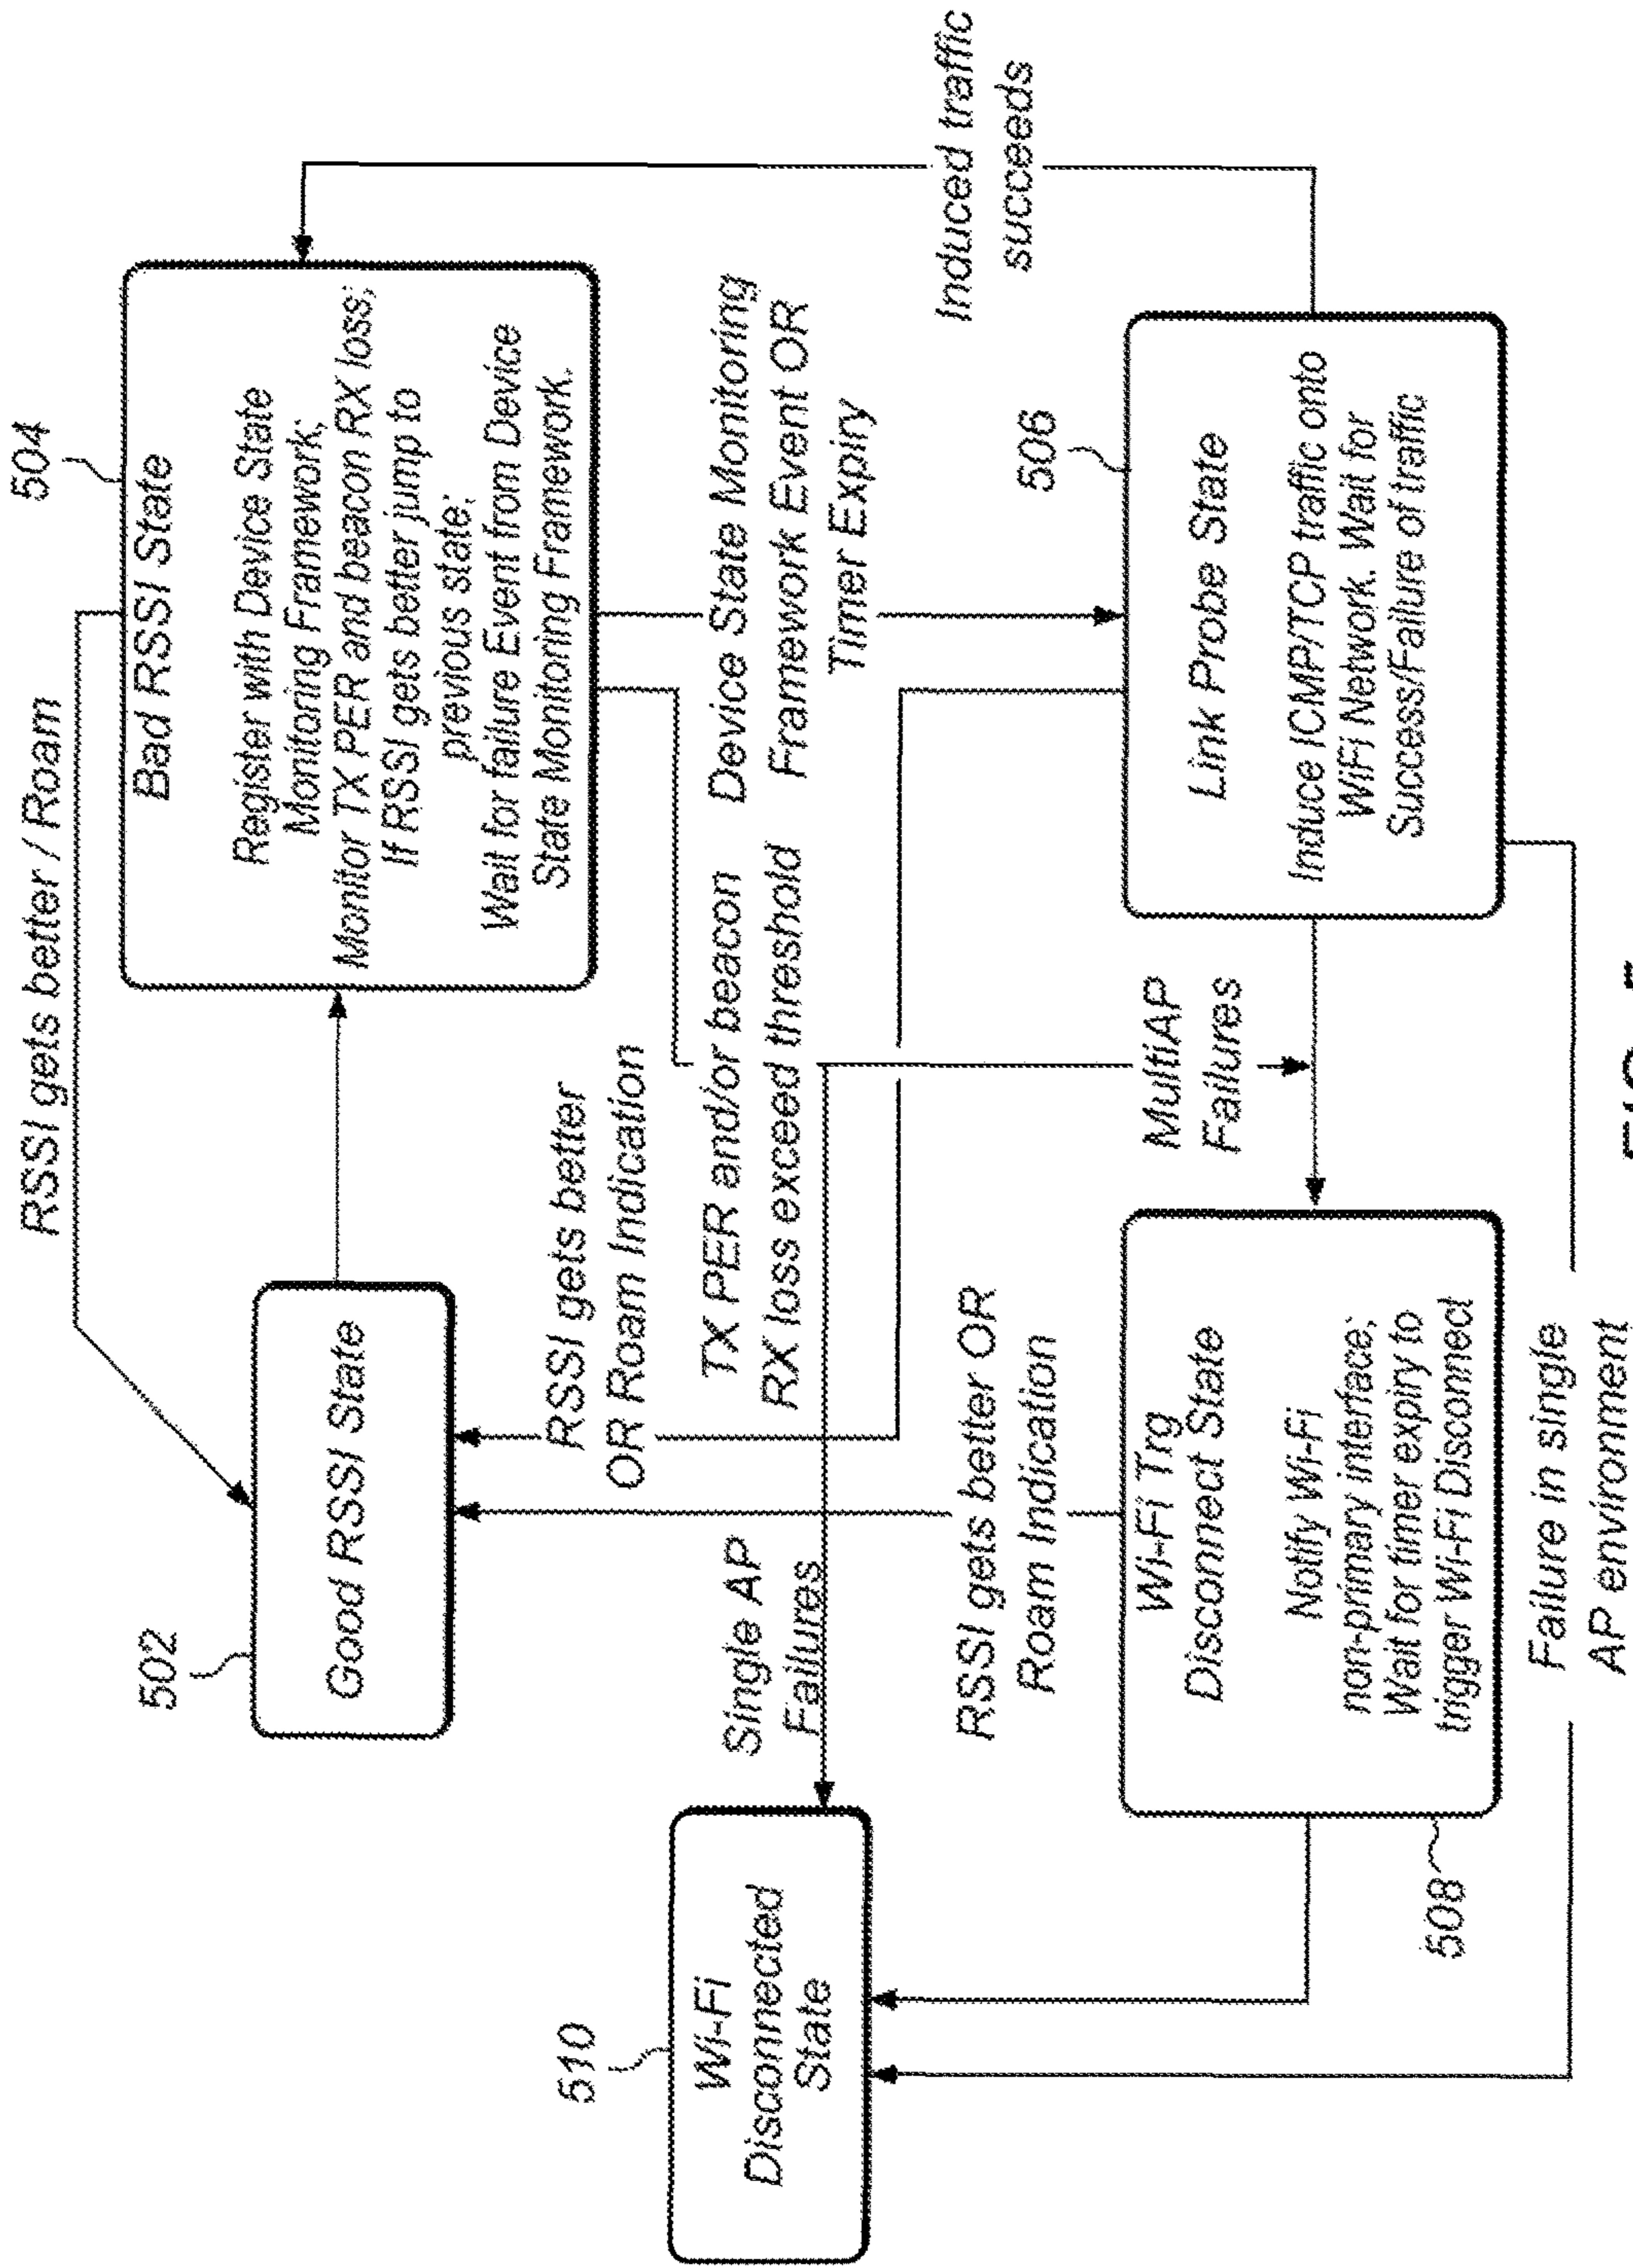 RSSI gets better / Roam
504
Bad RSSI State
Register with Device State
Monitoring Framework;
Monitor TX PER and beacon RX loss;
If RSSI gets better jump to
previous state;
Wait for failure Event from Device
State Monitoring Framework.
502
Good RSSI State
RSSI gets better
OR Roam Indication
TX PER and/or beacon
RX loss exceed threshold
Device State Monitoring
Framework Event OR
Timer Expiry
Induced traffic
succeeds
510
Wi-Fi
Disconnected
State
Single AP
Failures
RSSI gets better OR
Roam Indication
MultiAP
Failures
506
Link Probe State
Induce ICMP/TCP traffic onto
WiFi Network. Wait for
Success/Failure of traffic
Wi-Fi Trg
Disconnect State
Notify Wi-Fi
non-primary interface;
Wait for timer expiry to
trigger Wi-Fi Disconnect
508
Failure in single
AP environment